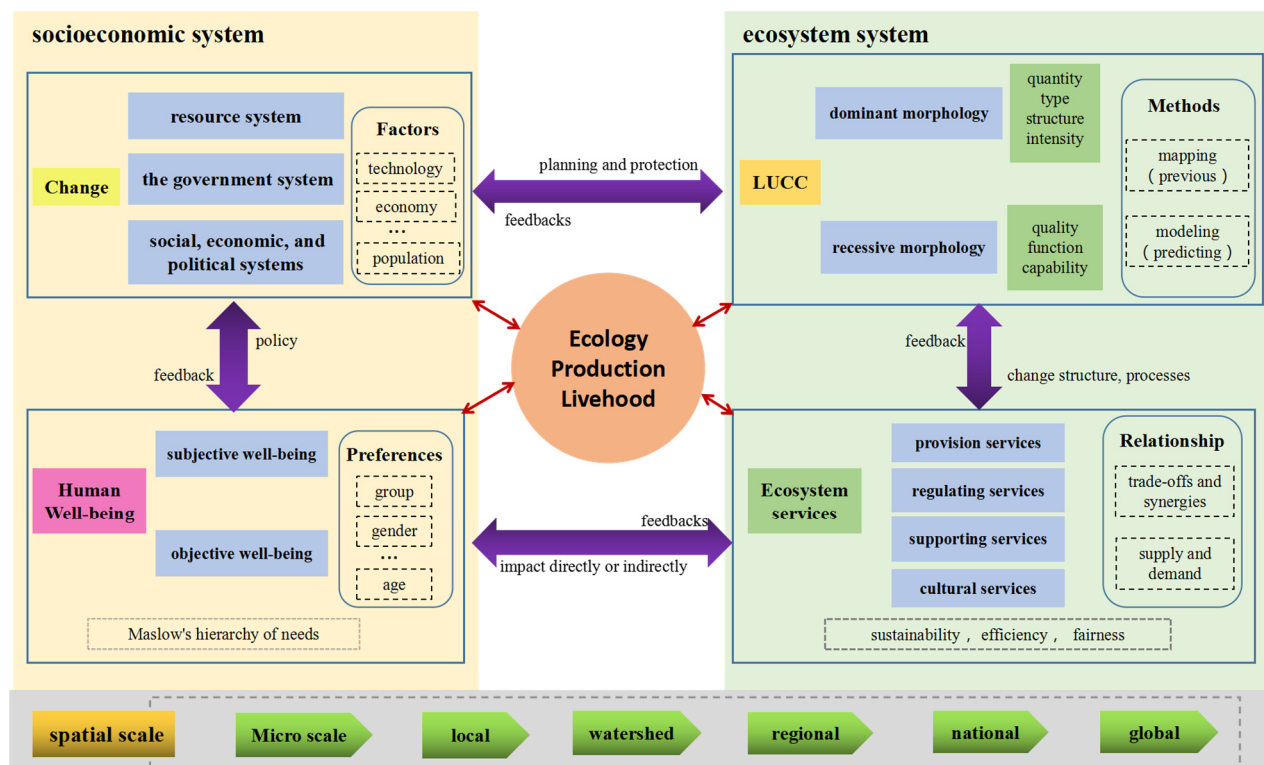 socioeconomic system
Change
resource system
the government system
social, economic, and
political systems
Factors
technology
economy
...
population
planning and protection
feedbacks
ecosystem system
LUCC
dominant morphology
quantity
type
structure
intensity
recessive morphology
quality
function
capability
Methods
mapping
( previous )
modeling
( predicting )
policy
feedback
Ecology
Production
Livehood
feedback
change structure, processes
Human
Well-being
subjective well-being
objective well-being
Preferences
group
gender
...
age
Maslow's hierarchy of needs
feedbacks
impact directly or indirectly
Ecosystem
services
provision services
regulating services
supporting services
cultural services
Relationship
trade-offs and
synergies
supply and
demand
sustainability , efficiency , fairness
spatial scale
Micro scale
local
watershed
regional
national
global